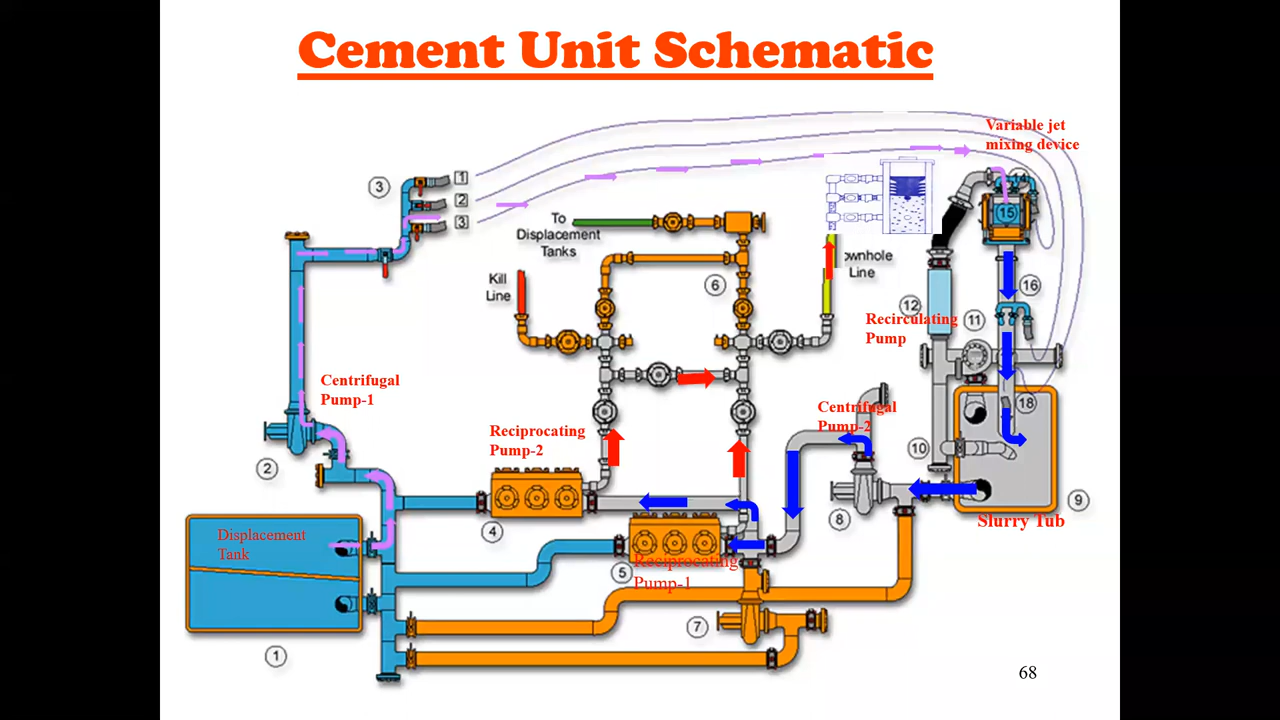 Cement Unit Schematic
Variable jet
mixing device
3
1
2
3
15
To
Displacement
Tanks
Kill
Line
6
ownhole
Line
16
12
11
Recirculating
Pump
Centrifugal
Pump-1
Centrifugal
Pump-2
18
Reciprocating
Pump-2
2
10
9
8
Slurry Tub
4
Displacement
Tank
5
Reciprocating
Pump-1
7
1
68